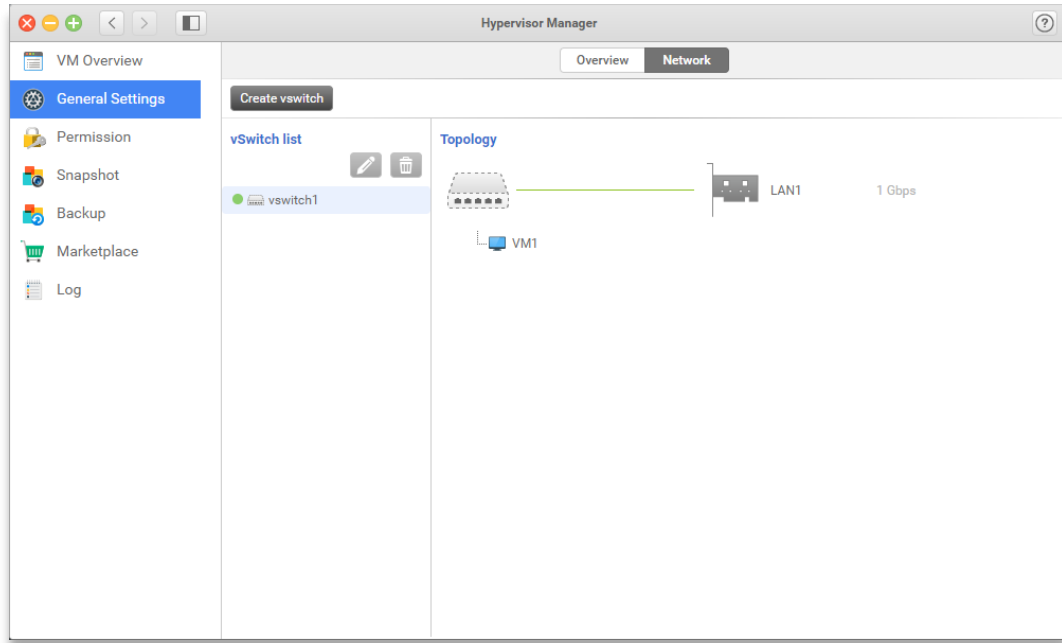 Hypervisor Manager
?
VM Overview
General Settings
Permission
Snapshot
Backup
Marketplace
Log
Overview
Network
Create vswitch
vSwitch list
vswitch1
Topology
LAN1
1 Gbps
VM1